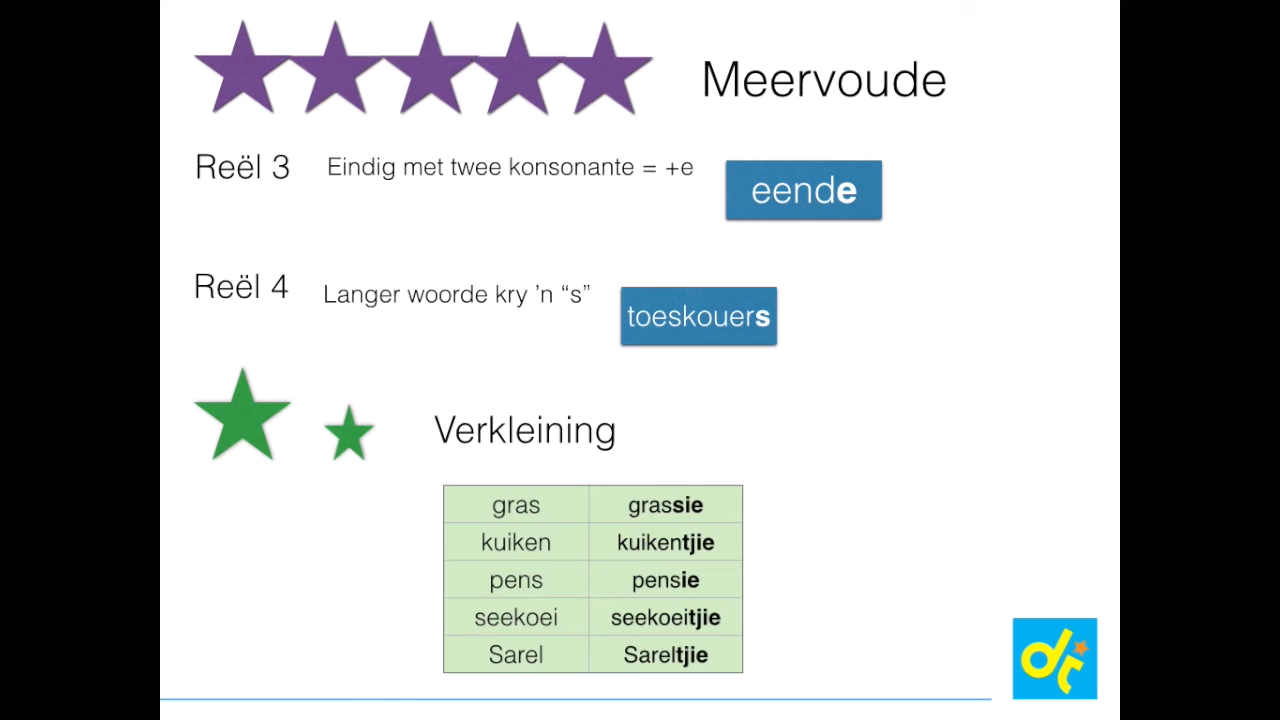 Meervoude
Reël 3 Eindig met twee konsonante = +e eende
Reël 4 Langer woorde kry ’n “s” toeskouers
Verkleining
gras grassie
kuiken kuikentjie
pens pensie
seekoei seekoeitjie
Sarel Sareltjie